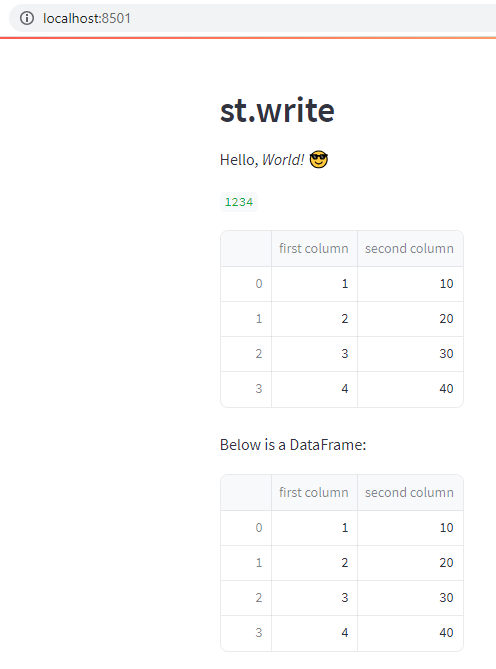 localhost:8501
st.write
Hello, World! 😎
1234
first column second column
0 1 10
1 2 20
2 3 30
3 4 40
Below is a DataFrame:
first column second column
0 1 10
1 2 20
2 3 30
3 4 40